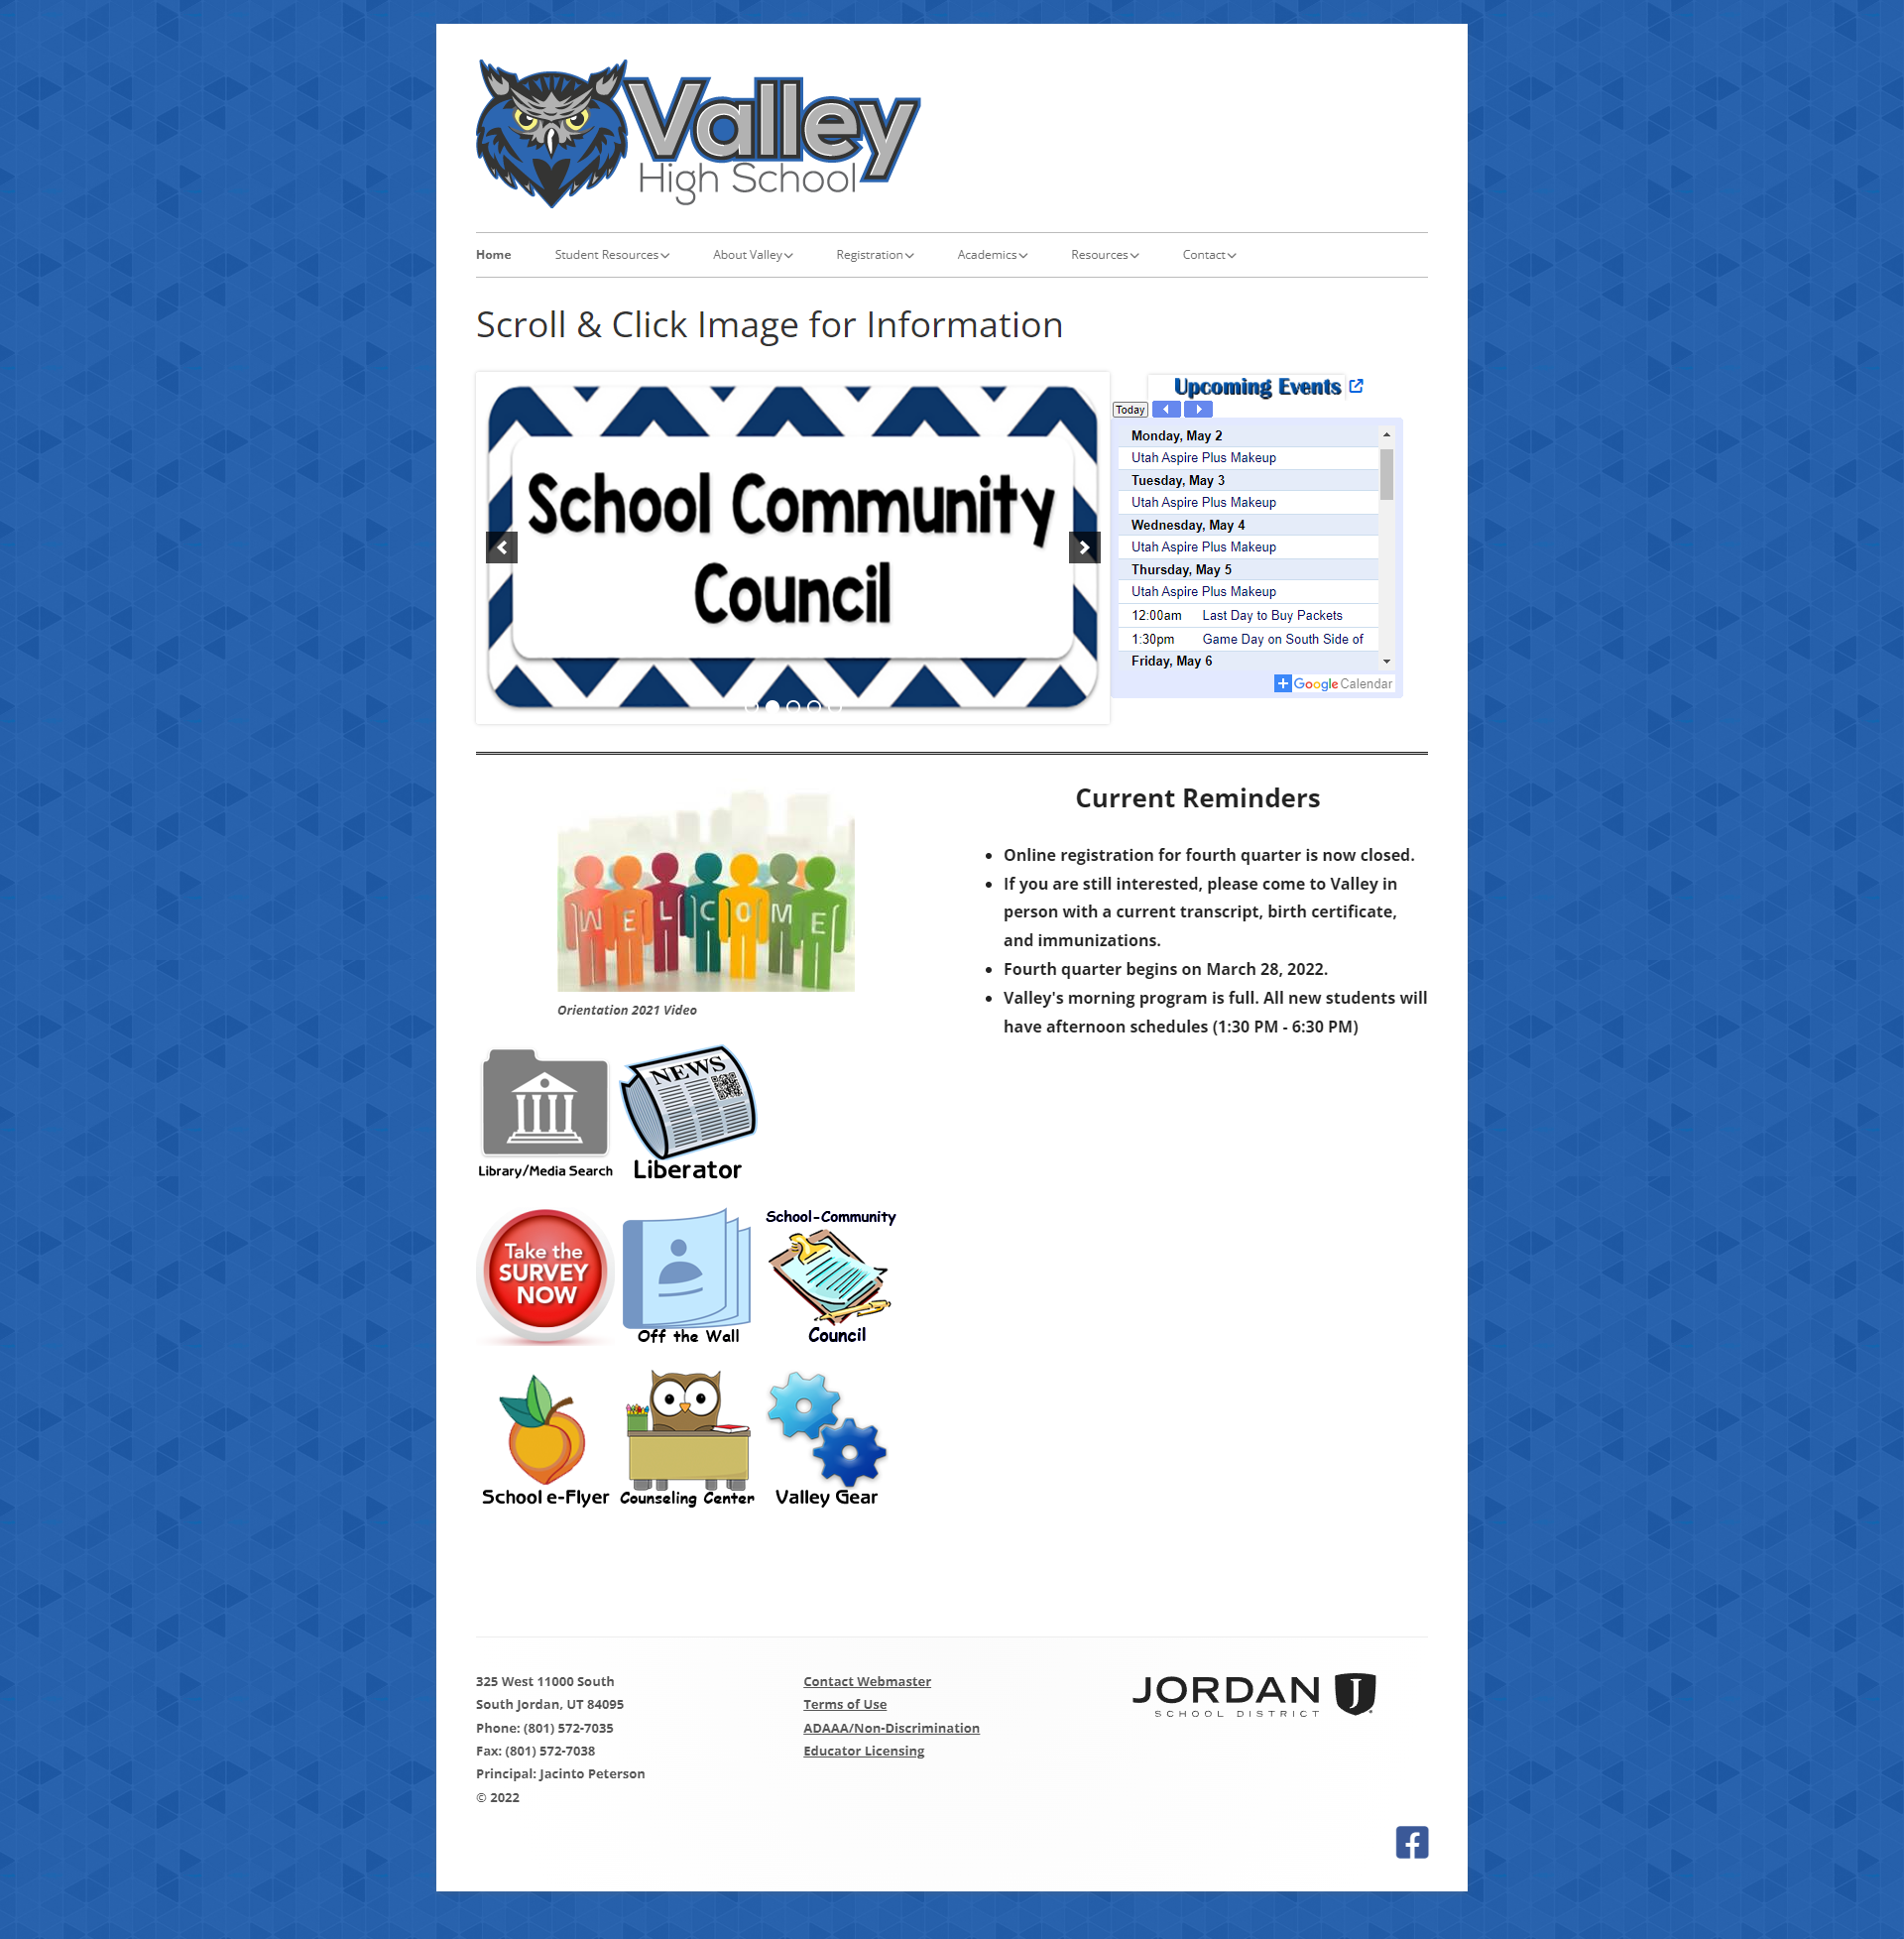 Valley
High School
Home Student Resources About Valley Registration Academics Resources Contact
Scroll & Click Image for Information
School Community
Council
Upcoming Events
Today
Monday, May 2
Utah Aspire Plus Makeup
Tuesday, May 3
Utah Aspire Plus Makeup
Wednesday, May 4
Utah Aspire Plus Makeup
Thursday, May 5
Utah Aspire Plus Makeup
12:00am Last Day to Buy Packets
1:30pm Game Day on South Side of
Friday, May 6
Google Calendar
WELCOME
Orientation 2021 Video
Current Reminders
Online registration for fourth quarter is now closed.
If you are still interested, please come to Valley in
person with a current transcript, birth certificate,
and immunizations.
Fourth quarter begins on March 28, 2022.
Valley's morning program is full. All new students will
have afternoon schedules (1:30 PM - 6:30 PM)
NEWS
Library/Media Search
Liberator
Take the
SURVEY
NOW
Off the Wall
School-Community
Council
School e-Flyer
Counseling Center
Valley Gear
325 West 11000 South
South Jordan, UT 84095
Phone: (801) 572-7035
Fax: (801) 572-7038
Principal: Jacinto Peterson
© 2022
Contact Webmaster
Terms of Use
ADAAA/Non-Discrimination
Educator Licensing
JORDAN J
SCHOOL DISTRICT